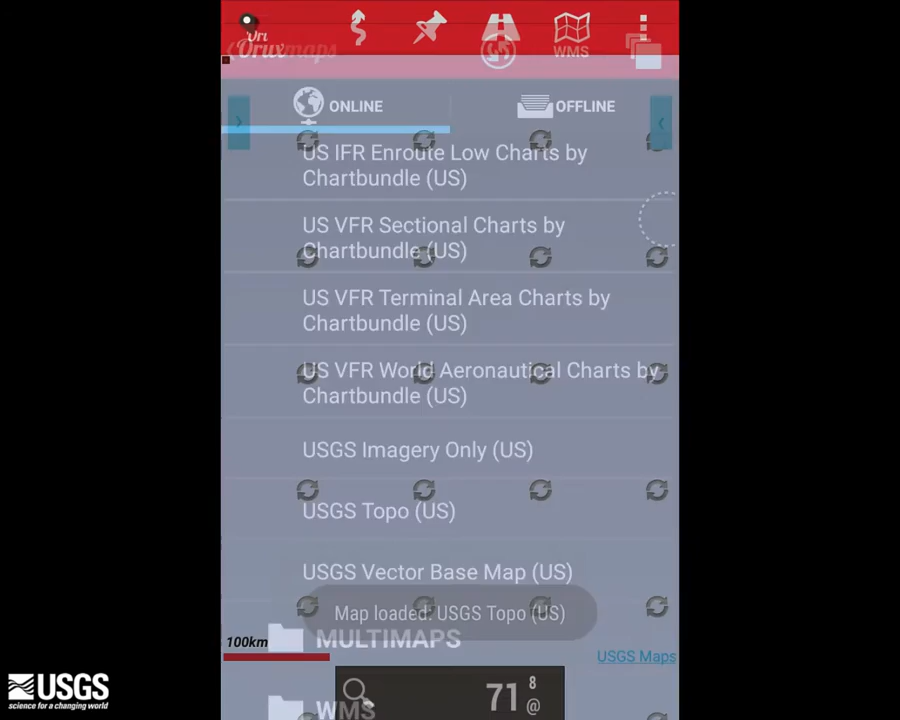 Oruxmaps
WMS
ONLINE
OFFLINE
US IFR Enroute Low Charts by
Chartbundle (US)
US VFR Sectional Charts by
Chartbundle (US)
US VFR Terminal Area Charts by
Chartbundle (US)
US VFR World Aeronautical Charts by
Chartbundle (US)
USGS Imagery Only (US)
USGS Topo (US)
USGS Vector Base Map (US)
Map loaded: USGS Topo (US)
MULTIMAPS
100km
USGS Maps
WMS
71 8
@
USGS
science for a changing world